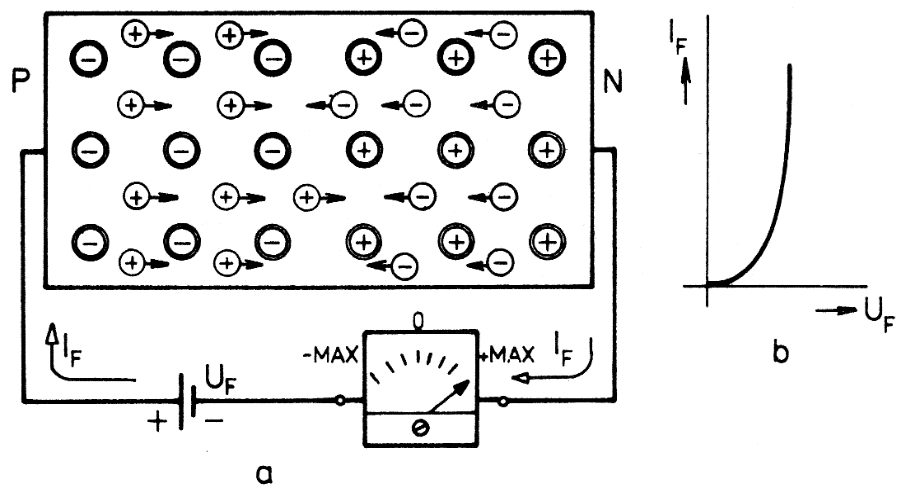 P
N
I_F
U_F
b
I_F
+
−
U_F
-MAX
0
+MAX
I_F
a